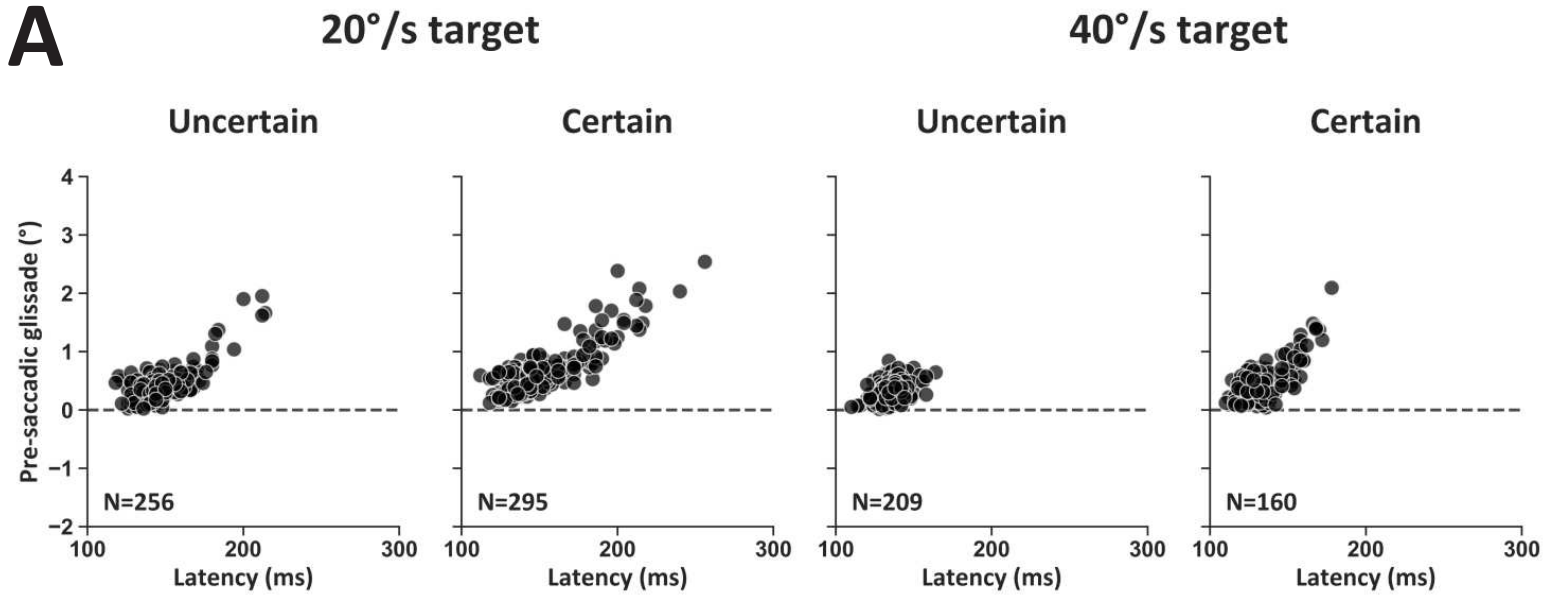 A
20°/s target 40°/s target
Uncertain Certain Uncertain Certain
Pre-saccadic glissade (°)
4
3
2
1
0
−1
−2
N=256 N=295 N=209 N=160
100 200 300 100 200 300 100 200 300 100 200 300
Latency (ms) Latency (ms) Latency (ms) Latency (ms)